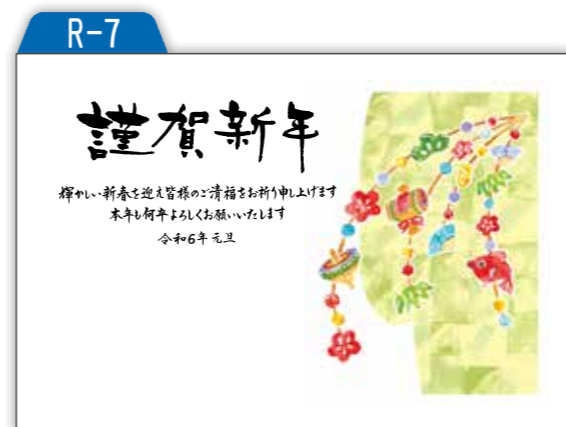 R-7
謹賀新年
輝かしい新春を迎え皆様のご清福をお祈り申し上げます
本年も何卒よろしくお願いいたします
令和6年元旦